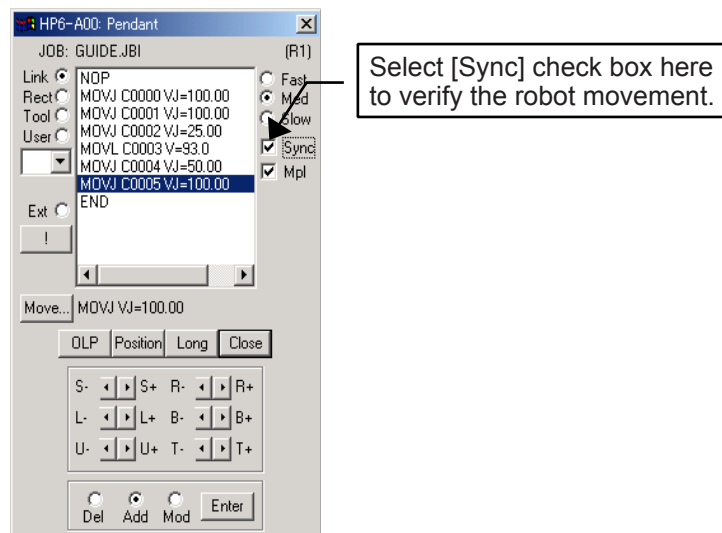 HP6-A00: Pendant
JOB: GUIDE.JBI (R1)
Link
Rect
Tool
User
Ext
!
NOP
MOVJ C0000 VJ=100.00
MOVJ C0001 VJ=100.00
MOVJ C0002 VJ=25.00
MOVL C0003 V=93.0
MOVJ C0004 VJ=50.00
MOVJ C0005 VJ=100.00
END
Fast
Med
Slow
Sync
Mpl
Select [Sync] check box here
to verify the robot movement.
Move... MOVJ VJ=100.00
OLP Position Long Close
S- S+ R- R+
L- L+ B- B+
U- U+ T- T+
Del Add Mod Enter